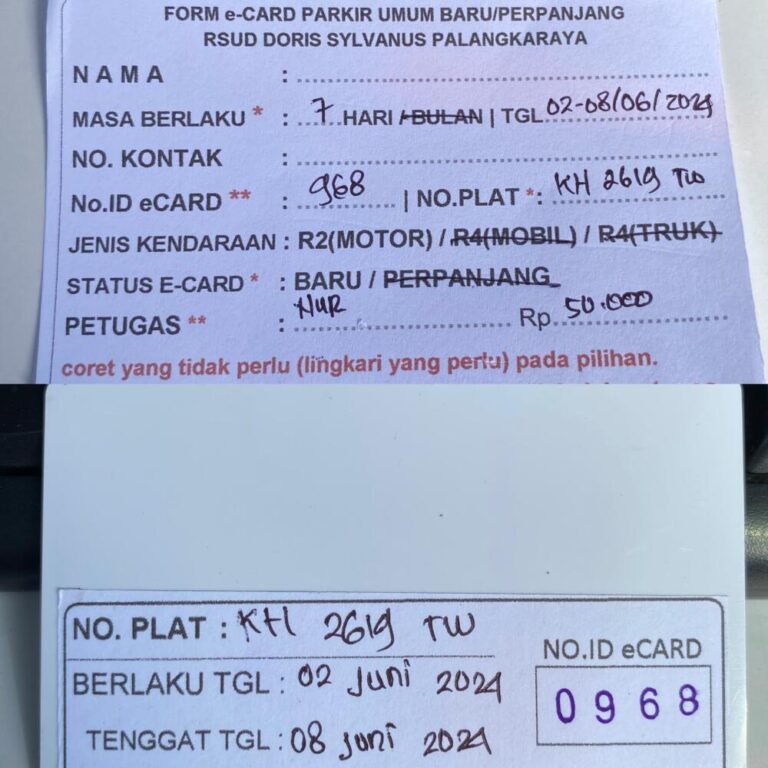 FORM e-CARD PARKIR UMUM BARU/PERPANJANG
RSUD DORIS SYLVANUS PALANGKARAYA
N A M A :
MASA BERLAKU * : 7 HARI /BULAN | TGL 02-08/06/2024
NO. KONTAK :
No.ID eCARD ** : 968 | NO.PLAT *: KH 2619 TW
JENIS KENDARAAN : R2(MOTOR) / R4(MOBIL) / R4(TRUK)
STATUS E-CARD * : BARU / PERPANJANG
PETUGAS ** : NUR Rp. 50.000
coret yang tidak perlu (lingkari yang perlu) pada pilihan.
NO. PLAT : KH 2619 TW
NO.ID eCARD
BERLAKU TGL : 02 Juni 2024
0968
TENGGAT TGL : 08 Juni 2024